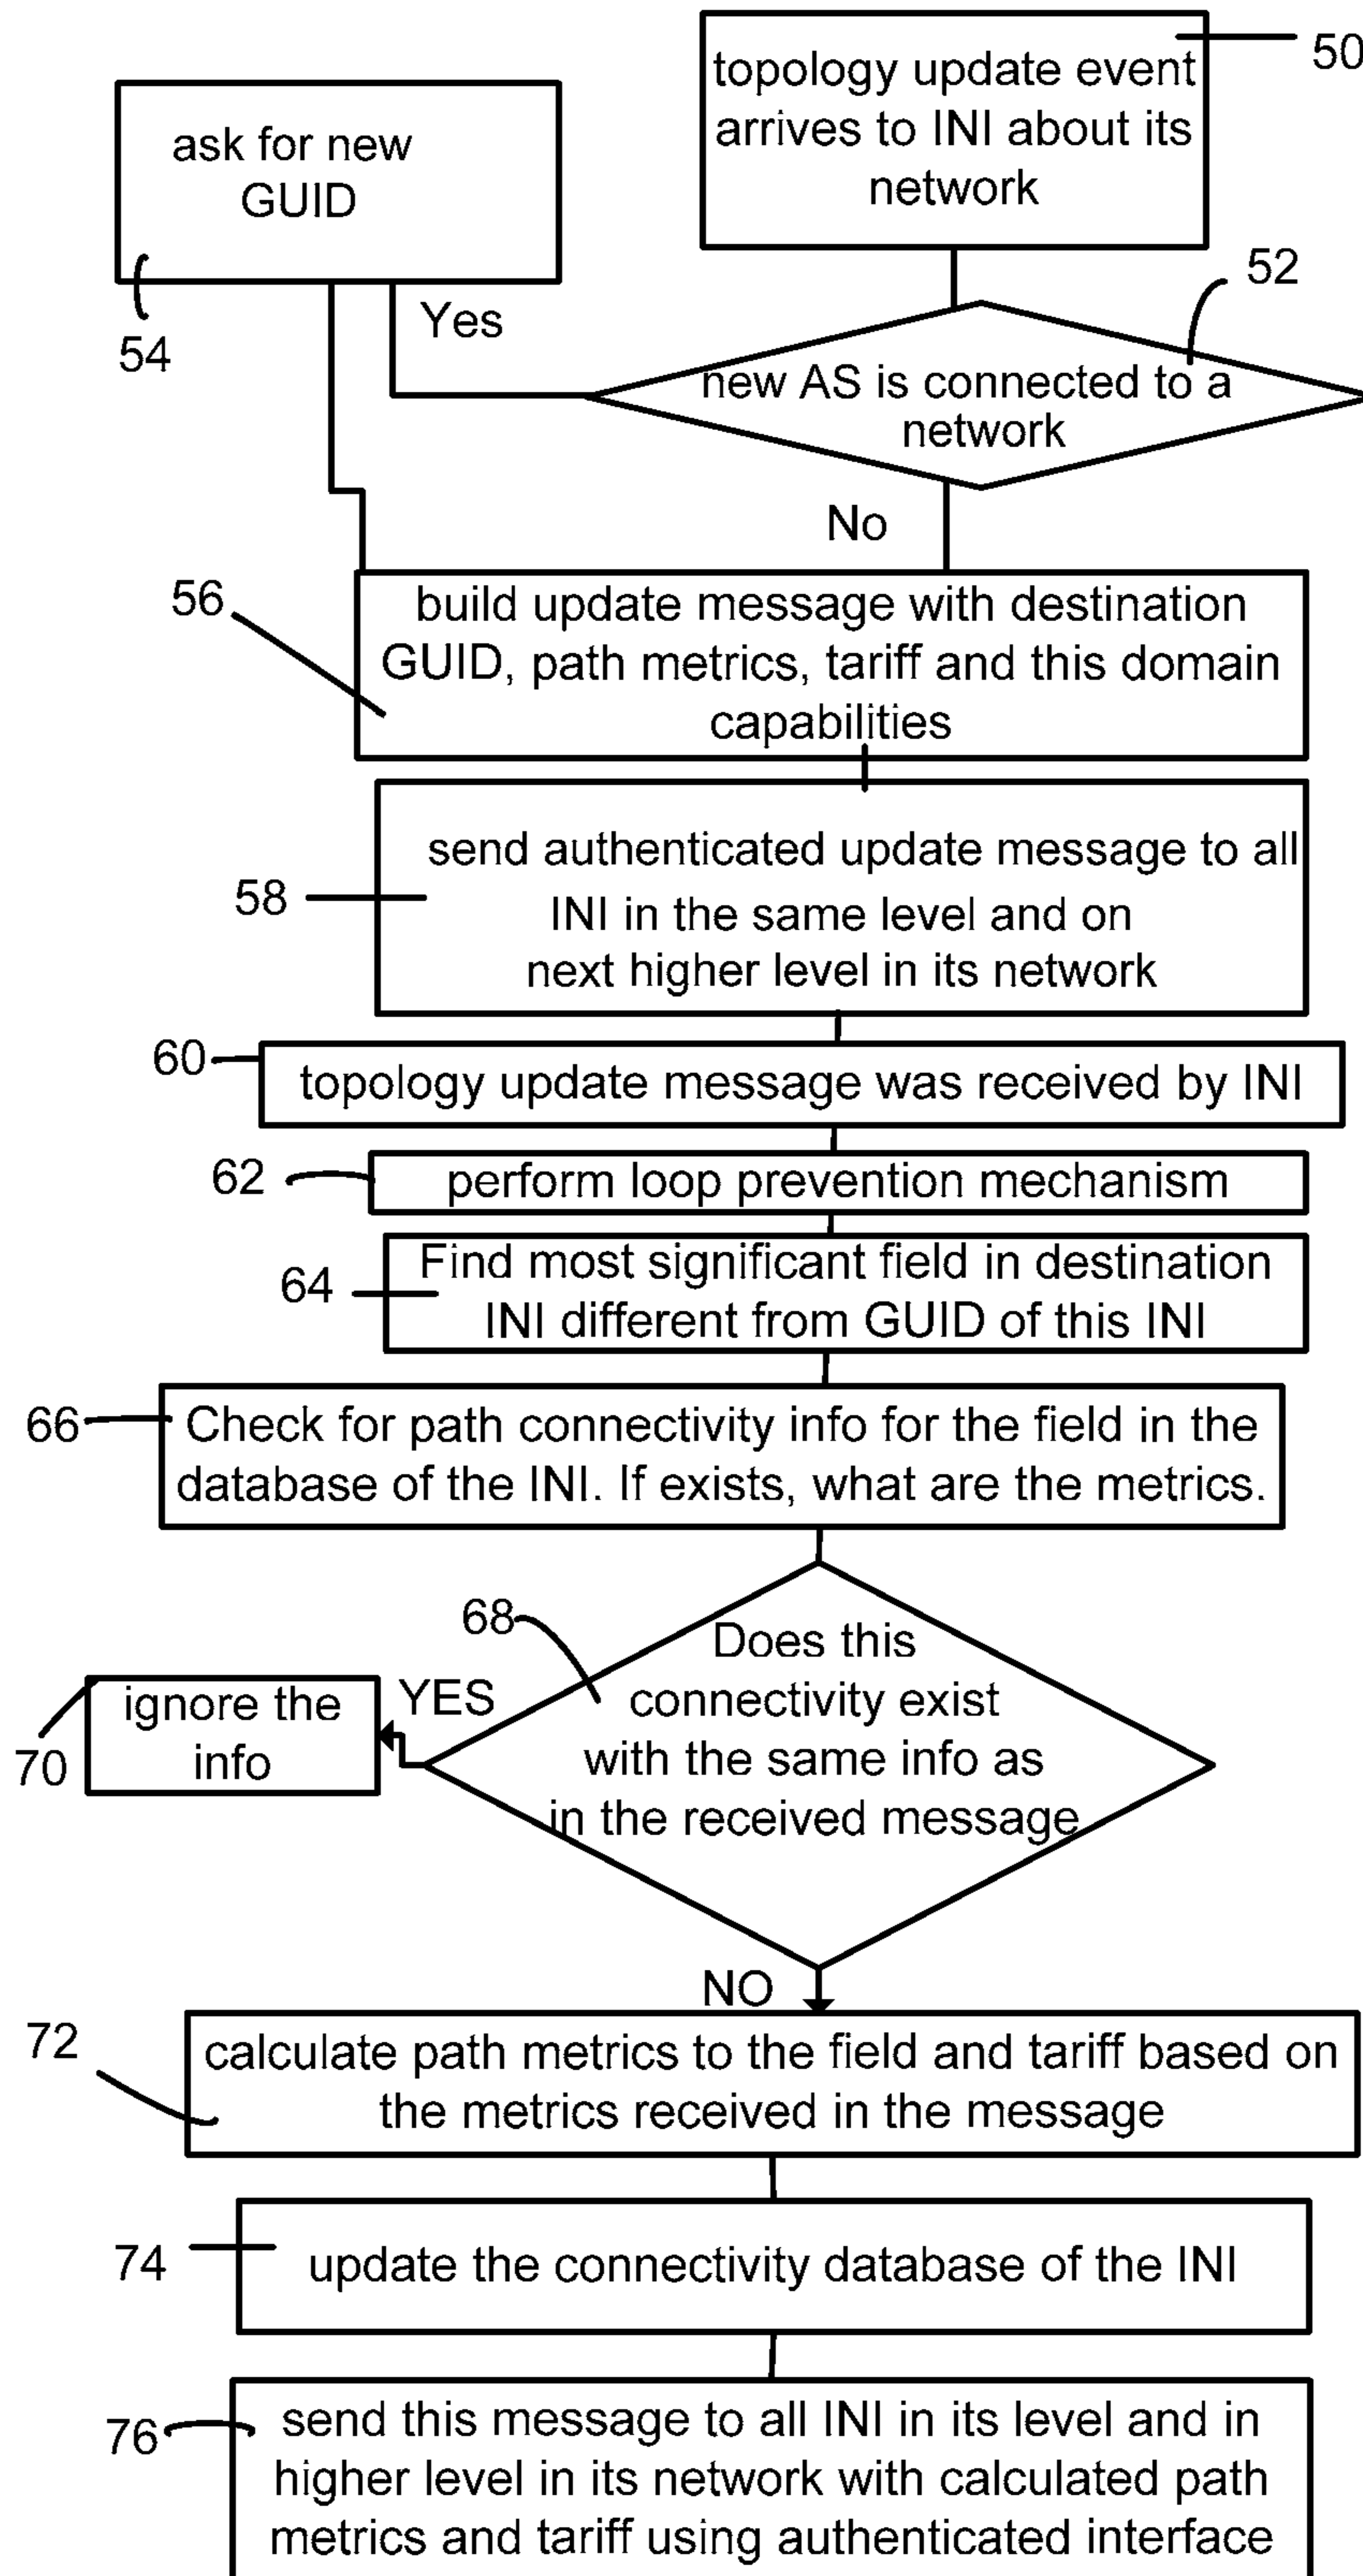 topology update event
arrives to INI about its
network
50
ask for new
GUID
54
Yes
52
new AS is connected to a
network
No
56
build update message with destination
GUID, path metrics, tariff and this domain
capabilities
58
send authenticated update message to all
INI in the same level and on
next higher level in its network
60
topology update message was received by INI
62
perform loop prevention mechanism
64
Find most significant field in destination
INI different from GUID of this INI
66
Check for path connectivity info for the field in the
database of the INI. If exists, what are the metrics.
68
Does this
connectivity exist
with the same info as
in the received message
YES
ignore the
info
70
NO
72
calculate path metrics to the field and tariff based on
the metrics received in the message
74
update the connectivity database of the INI
76
send this message to all INI in its level and in
higher level in its network with calculated path
metrics and tariff using authenticated interface